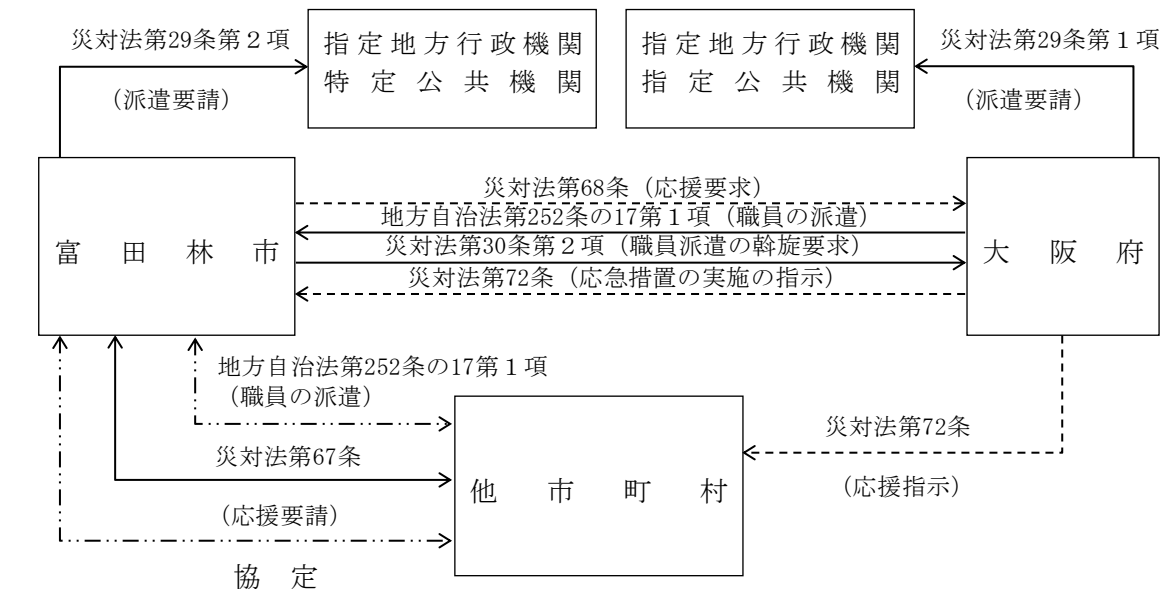 災対法第29条第２項
指定地方行政機関
特定公共機関
(派遣要請)
指定地方行政機関
指定公共機関
災対法第29条第１項
(派遣要請)
富田林市
災対法第68条（応援要求）
地方自治法第252条の17第１項（職員の派遣）
災対法第30条第２項（職員派遣の斡旋要求）
災対法第72条（応急措置の実施の指示）
大阪府
地方自治法第252条の17第１項
（職員の派遣）
災対法第67条
(応援要請)
協定
他市町村
災対法第72条
(応援指示)